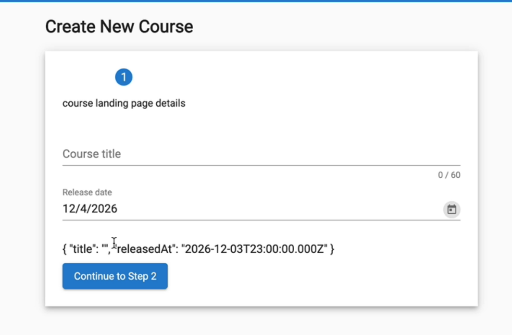 Create New Course
1
course landing page details
Course title
0 / 60
Release date
12/4/2026
{ "title": "", "releasedAt": "2026-12-03T23:00:00.000Z" }
Continue to Step 2